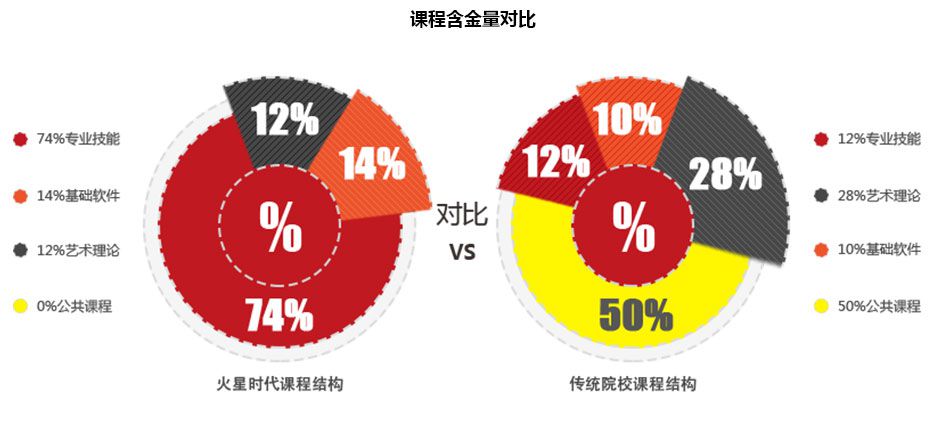 课程含金量对比
74%专业技能
14%基础软件
12%艺术理论
0%公共课程
12%
14%
%
74%
火星时代课程结构
对比
VS
10%
12%
28%
%
50%
传统院校课程结构
12%专业技能
28%艺术理论
10%基础软件
50%公共课程